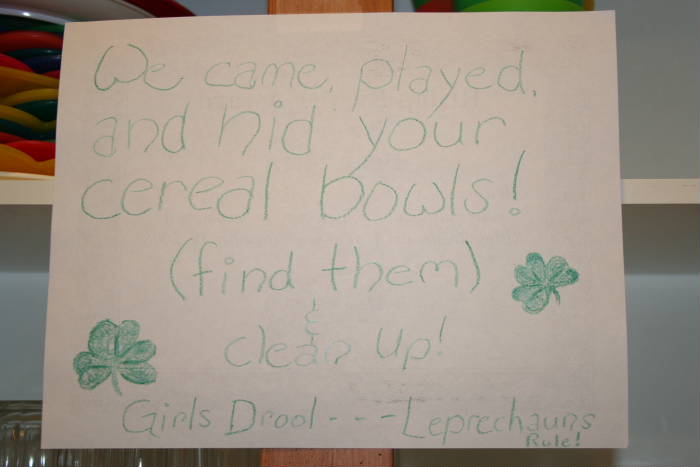 We came, played,
and hid your
cereal bowls!
(find them)
&
clean up!
Girls Drool---Leprechauns
Rule!